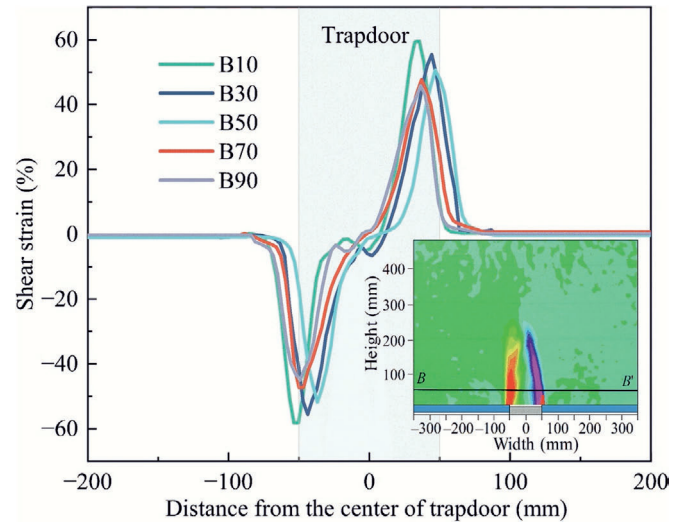 Trapdoor
B10
B30
B50
B70
B90
Shear strain (%)
60
40
20
0
−20
−40
−60
−200
−100
0
100
200
Distance from the center of trapdoor (mm)
Height (mm)
400
300
200
100
B
B'
−300
−200
−100
0
100
200
300
Width (mm)